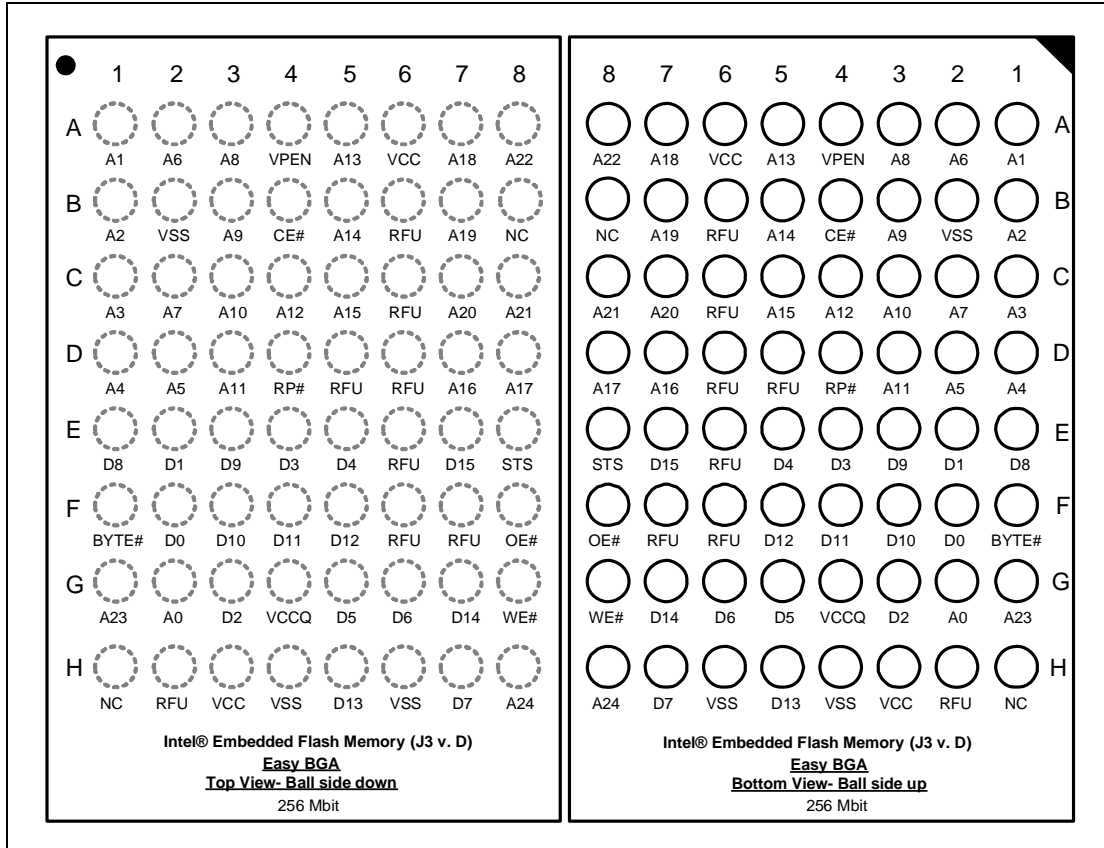 1 2 3 4 5 6 7 8
A
A1 A6 A8 VPEN A13 VCC A18 A22
B
A2 VSS A9 CE# A14 RFU A19 NC
C
A3 A7 A10 A12 A15 RFU A20 A21
D
A4 A5 A11 RP# RFU RFU A16 A17
E
D8 D1 D9 D3 D4 RFU D15 STS
F
BYTE# D0 D10 D11 D12 RFU RFU OE#
G
A23 A0 D2 VCCQ D5 D6 D14 WE#
H
NC RFU VCC VSS D13 VSS D7 A24
Intel® Embedded Flash Memory (J3 v. D)
Easy BGA
Top View- Ball side down
256 Mbit
8 7 6 5 4 3 2 1
A
A22 A18 VCC A13 VPEN A8 A6 A1
B
NC A19 RFU A14 CE# A9 VSS A2
C
A21 A20 RFU A15 A12 A10 A7 A3
D
A17 A16 RFU RFU RP# A11 A5 A4
E
STS D15 RFU D4 D3 D9 D1 D8
F
OE# RFU RFU D12 D11 D10 D0 BYTE#
G
WE# D14 D6 D5 VCCQ D2 A0 A23
H
A24 D7 VSS D13 VSS VCC RFU NC
Intel® Embedded Flash Memory (J3 v. D)
Easy BGA
Bottom View- Ball side up
256 Mbit